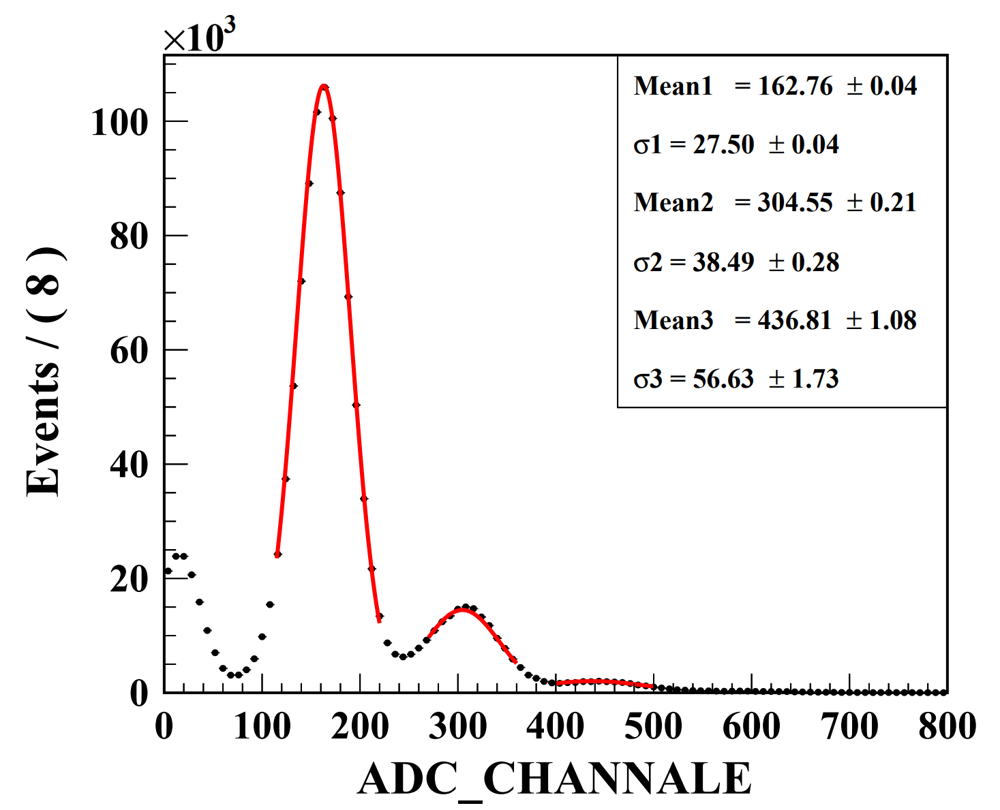 ×10³
Mean1 = 162.76 ± 0.04
σ1 = 27.50 ± 0.04
Mean2 = 304.55 ± 0.21
σ2 = 38.49 ± 0.28
Mean3 = 436.81 ± 1.08
σ3 = 56.63 ± 1.73
Events / ( 8 )
100
80
60
40
20
0
0 100 200 300 400 500 600 700 800
ADC_CHANNALE